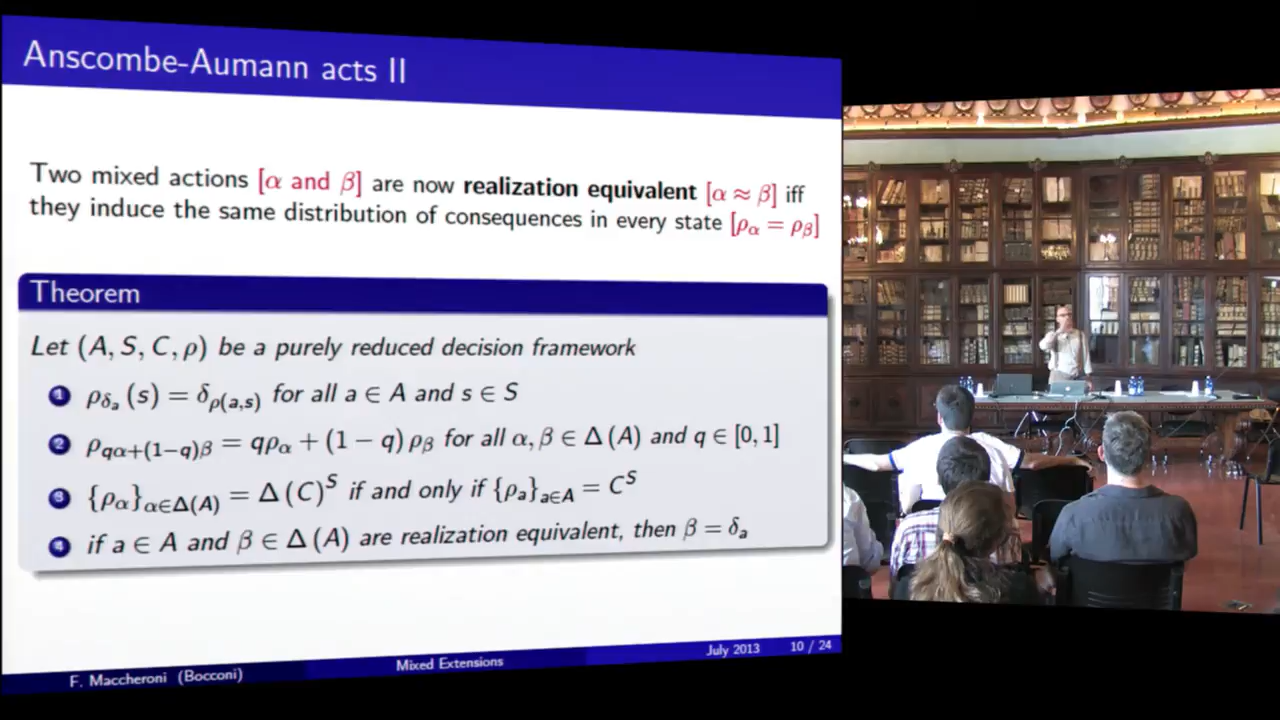 Anscombe-Aumann acts II
Two mixed actions [α and β] are now realization equivalent [α ≈ β] iff
they induce the same distribution of consequences in every state [ρ_α = ρ_β]
Theorem
Let (A, S, C, ρ) be a purely reduced decision framework
1 ρ_{δ_a}(s) = δ_{ρ(a,s)} for all a ∈ A and s ∈ S
2 ρ_{qα+(1−q)β} = qρ_α + (1 − q) ρ_β for all α, β ∈ Δ(A) and q ∈ [0, 1]
3 {ρ_α}_{α∈Δ(A)} = Δ(C)^S if and only if {ρ_a}_{a∈A} = C^S
4 if a ∈ A and β ∈ Δ(A) are realization equivalent, then β = δ_a
F. Maccheroni (Bocconi) Mixed Extensions July 2013 10 / 24